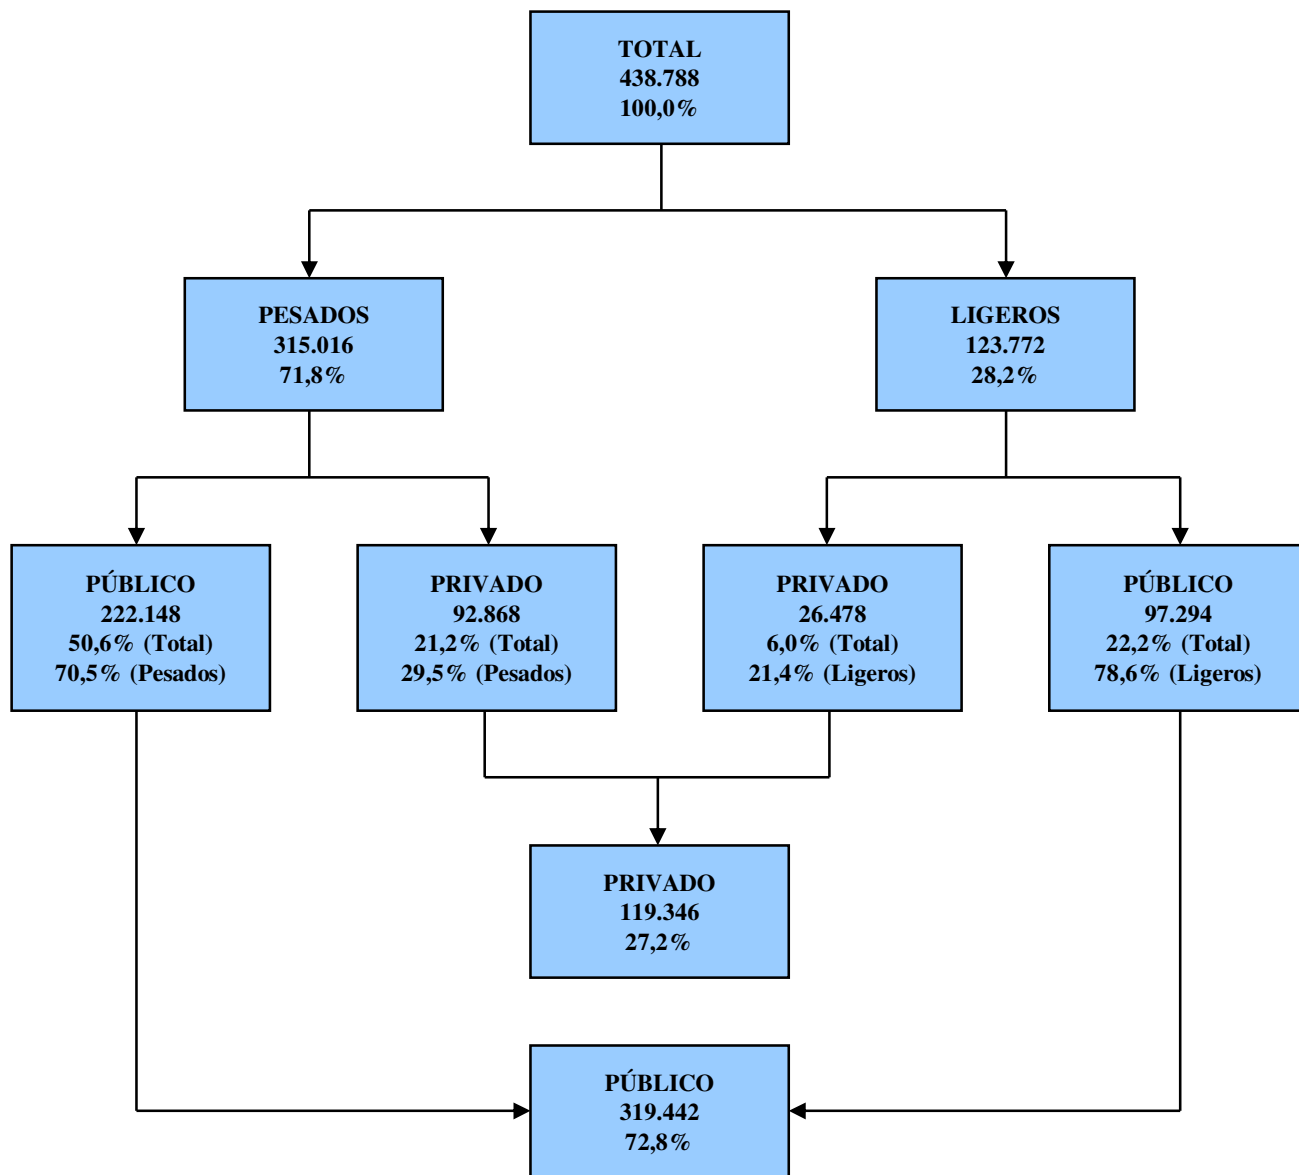 TOTAL
438.788
100,0%
PESADOS
315.016
71,8%
LIGEROS
123.772
28,2%
PÚBLICO
222.148
50,6% (Total)
70,5% (Pesados)
PRIVADO
92.868
21,2% (Total)
29,5% (Pesados)
PRIVADO
26.478
6,0% (Total)
21,4% (Ligeros)
PÚBLICO
97.294
22,2% (Total)
78,6% (Ligeros)
PRIVADO
119.346
27,2%
PÚBLICO
319.442
72,8%